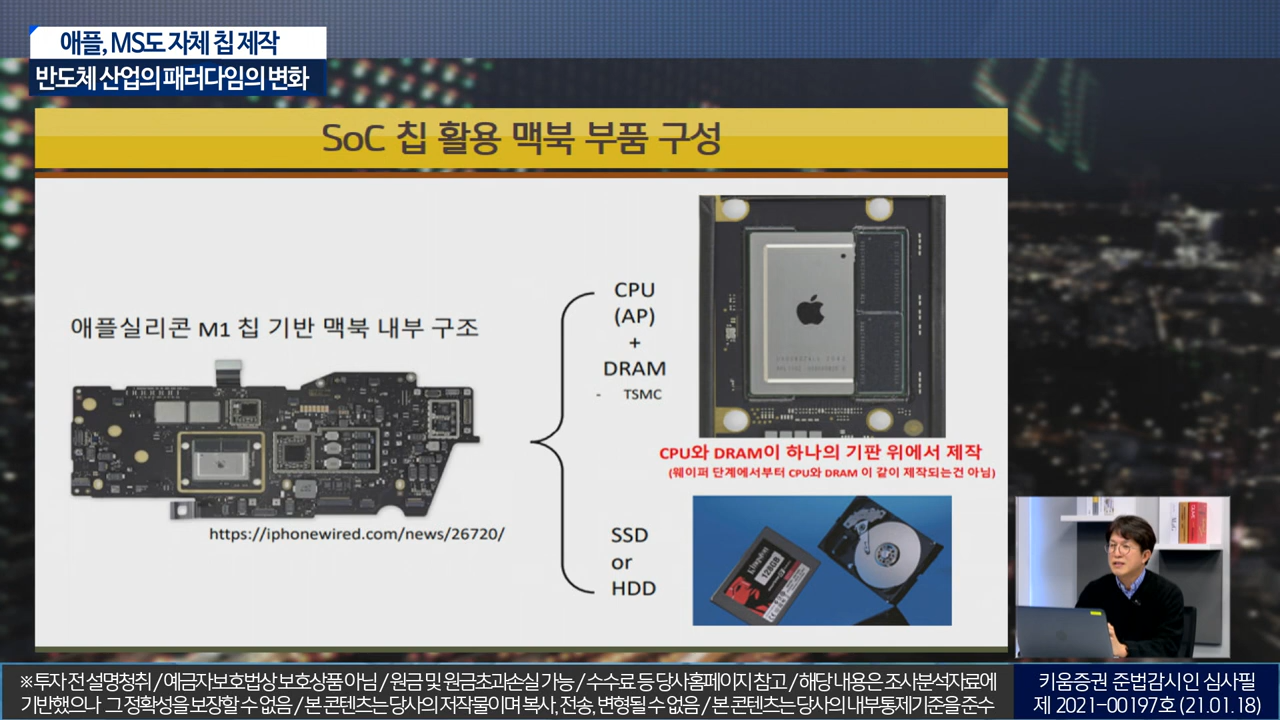 애플, MS도 자체 칩 제작
반도체 산업의 패러다임의 변화
SoC 칩 활용 맥북 부품 구성
애플실리콘 M1 칩 기반 맥북 내부 구조
https://iphonewired.com/news/26720/
CPU
(AP)
+
DRAM
- TSMC
CPU와 DRAM이 하나의 기판 위에서 제작
(웨이퍼 단계에서부터 CPU와 DRAM 이 같이 제작되는건 아님)
SSD
or
HDD
Kingston
128GB
※ 투자 전 설명청취 / 예금자보호법상 보호상품 아님 / 원금 및 원금초과손실 가능 / 수수료 등 당사홈페이지 참고 / 해당 내용은 조사분석자료에
기반했으나 그 정확성을 보장할 수 없음 / 본 콘텐츠는 당사의 저작물이며 복사, 전송, 변형될 수 없음 / 본 콘텐츠는 당사의 내부통제기준을 준수
키움증권 준법감시인 심사필
제 2021-00197호 (21.01.18)